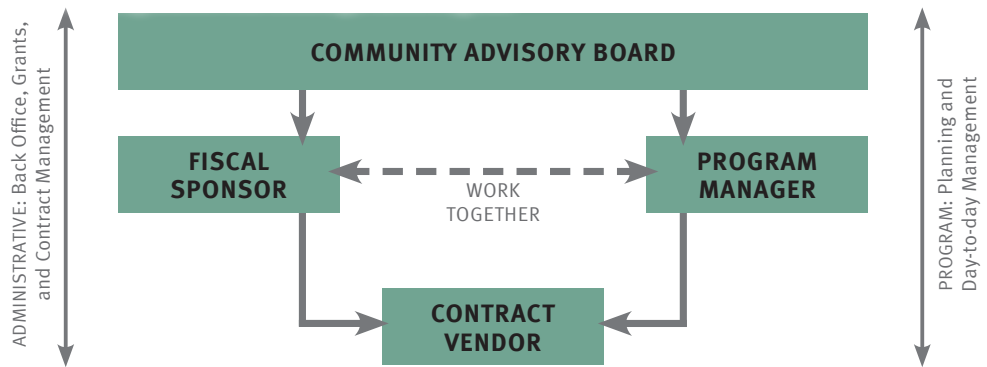 COMMUNITY ADVISORY BOARD
ADMINISTRATIVE: Back Office, Grants,
and Contract Management
FISCAL
SPONSOR
WORK
TOGETHER
PROGRAM
MANAGER
PROGRAM: Planning and
Day-to-day Management
CONTRACT
VENDOR